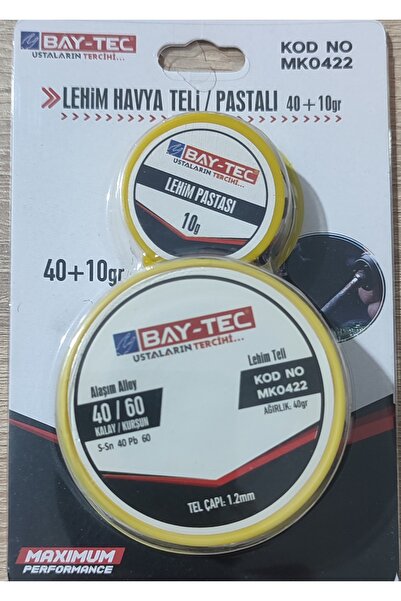 BAY-TEC
USTALARIN TERCİHİ...
KOD NO
MK0422
LEHİM HAVYA TELİ / PASTALI 40+10gr
BAY-TEC
USTALARIN TERCİHİ...
LEHİM PASTASI
10g
40+10gr
BAY-TEC
USTALARIN TERCİHİ...
Alaşım Alloy
40 / 60
KALAY / KURŞUN
S-Sn 40 Pb 60
Lehim Teli
KOD NO
MK0422
AĞIRLIK: 40gr
TEL ÇAPI: 1.2mm
MAXIMUM
PERFORMANCE